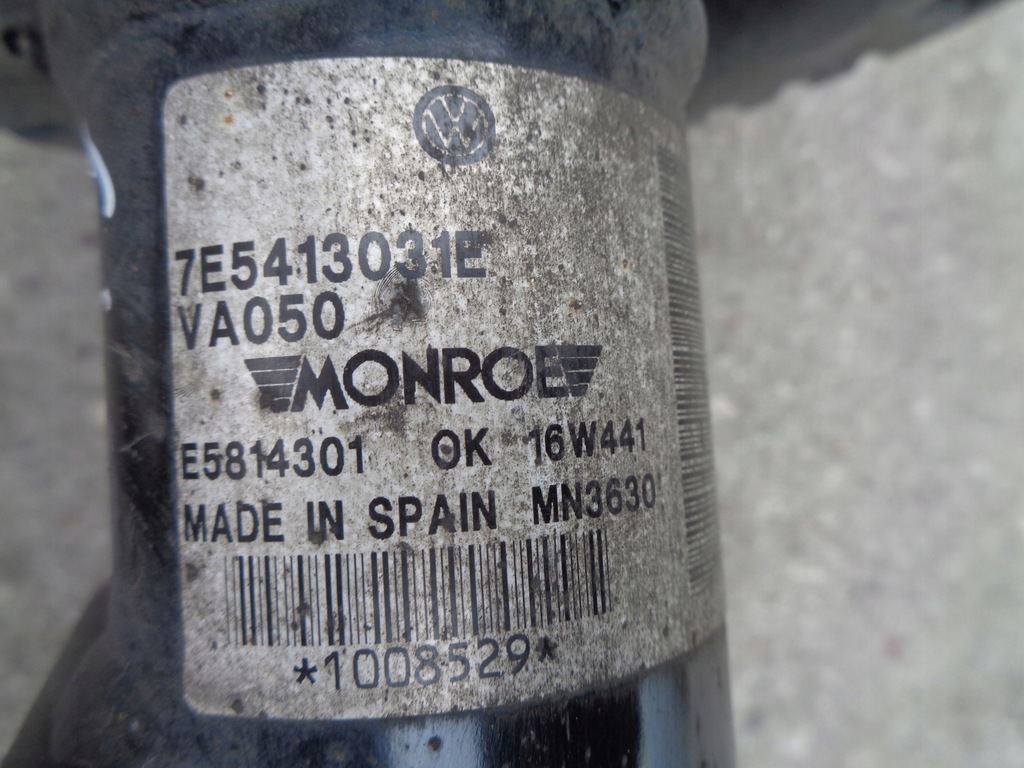 7E5413031E
VA050
MONROE
E5814301 OK 16W441
MADE IN SPAIN MN3630
*1008529*